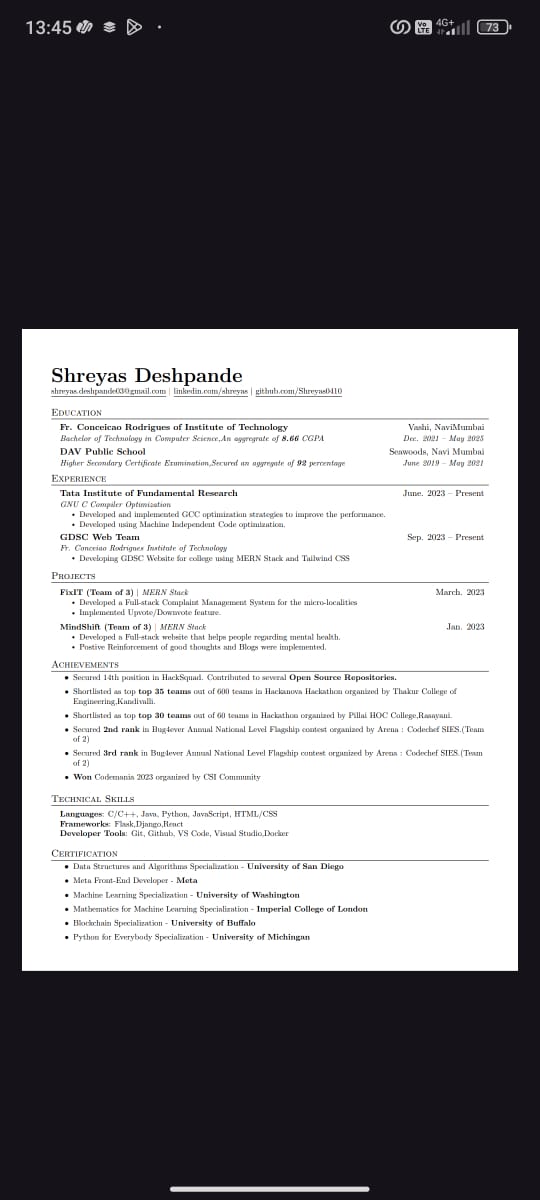 13:45
Vo LTE 4G+ 73
Shreyas Deshpande
shreyas.deshpande03@gmail.com | linkedin.com/shreyas | github.com/Shreyas0410
Education
Fr. Conceicao Rodrigues of Institute of Technology Vashi, NaviMumbai
Bachelor of Technology in Computer Science,An aggregrate of 8.66 CGPA Dec. 2021 – May 2025
DAV Public School Seawoods, Navi Mumbai
Higher Secondary Certificate Examination,Secured an aggregate of 92 percentage June 2019 – May 2021
Experience
Tata Institute of Fundamental Research June. 2023 – Present
GNU C Compiler Optimization
• Developed and implemented GCC optimization strategies to improve the performance.
• Developed using Machine Independent Code optimization.
GDSC Web Team Sep. 2023 – Present
Fr. Conceiao Rodrigues Institute of Technology
• Developing GDSC Website for college using MERN Stack and Tailwind CSS
Projects
FixIT (Team of 3) | MERN Stack March. 2023
• Developed a Full-stack Complaint Management System for the micro-localities
• Implemented Upvote/Downvote feature.
MindShift (Team of 3) | MERN Stack Jan. 2023
• Developed a Full-stack website that helps people regarding mental health.
• Postive Reinforcement of good thoughts and Blogs were implemented.
Achievements
• Secured 14th position in HackSquad. Contributed to several Open Source Repositories.
• Shortlisted as top top 35 teams out of 600 teams in Hackanova Hackathon organized by Thakur College of
Engineering,Kandivalli.
• Shortlisted as top top 30 teams out of 60 teams in Hackathon organized by Pillai HOC College,Rasayani.
• Secured 2nd rank in Bug4ever Annual National Level Flagship contest organized by Arena : Codechef SIES.(Team
of 2)
• Secured 3rd rank in Bug4ever Annual National Level Flagship contest organized by Arena : Codechef SIES.(Team
of 2)
• Won Codemania 2023 organized by CSI Community
Technical Skills
Languages: C/C++, Java, Python, JavaScript, HTML/CSS
Frameworks: Flask,Django,React
Developer Tools: Git, Github, VS Code, Visual Studio,Docker
Certification
• Data Structures and Algorithms Specialization - University of San Diego
• Meta Front-End Developer - Meta
• Machine Learning Specialization - University of Washington
• Mathematics for Machine Learning Specialization - Imperial College of London
• Blockchain Specialization - University of Buffalo
• Python for Everybody Specialization - University of Michingan